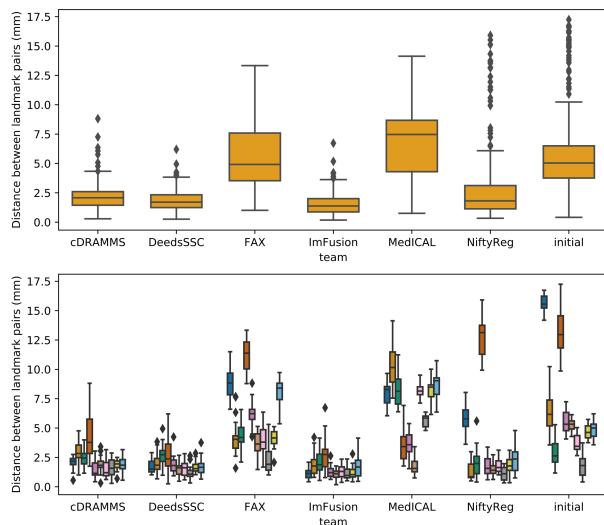 Distance between landmark pairs (mm)
17.5
15.0
12.5
10.0
7.5
5.0
2.5
0.0
cDRAMMS DeedsSSC FAX ImFusion MedICAL NiftyReg initial
team
Distance between landmark pairs (mm)
17.5
15.0
12.5
10.0
7.5
5.0
2.5
0.0
cDRAMMS DeedsSSC FAX ImFusion MedICAL NiftyReg initial
team